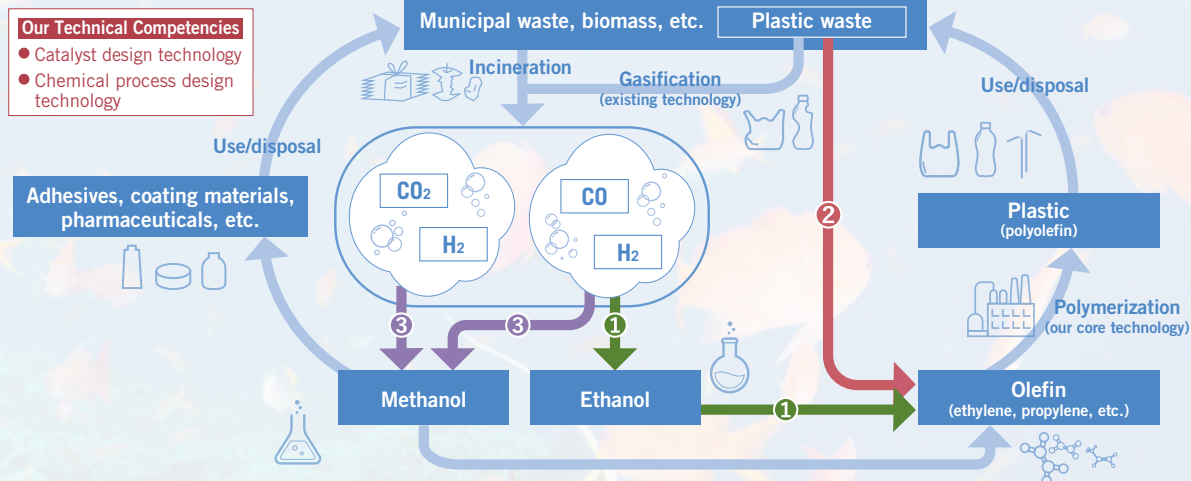 Our Technical Competencies
● Catalyst design technology
● Chemical process design
technology
Municipal waste, biomass, etc.
Plastic waste
Incineration
Gasification
(existing technology)
Use/disposal
Use/disposal
Adhesives, coating materials,
pharmaceuticals, etc.
CO2
H2
CO
H2
2
Plastic
(polyolefin)
Polymerization
(our core technology)
3
3
1
Methanol
Ethanol
1
Olefin
(ethylene, propylene, etc.)